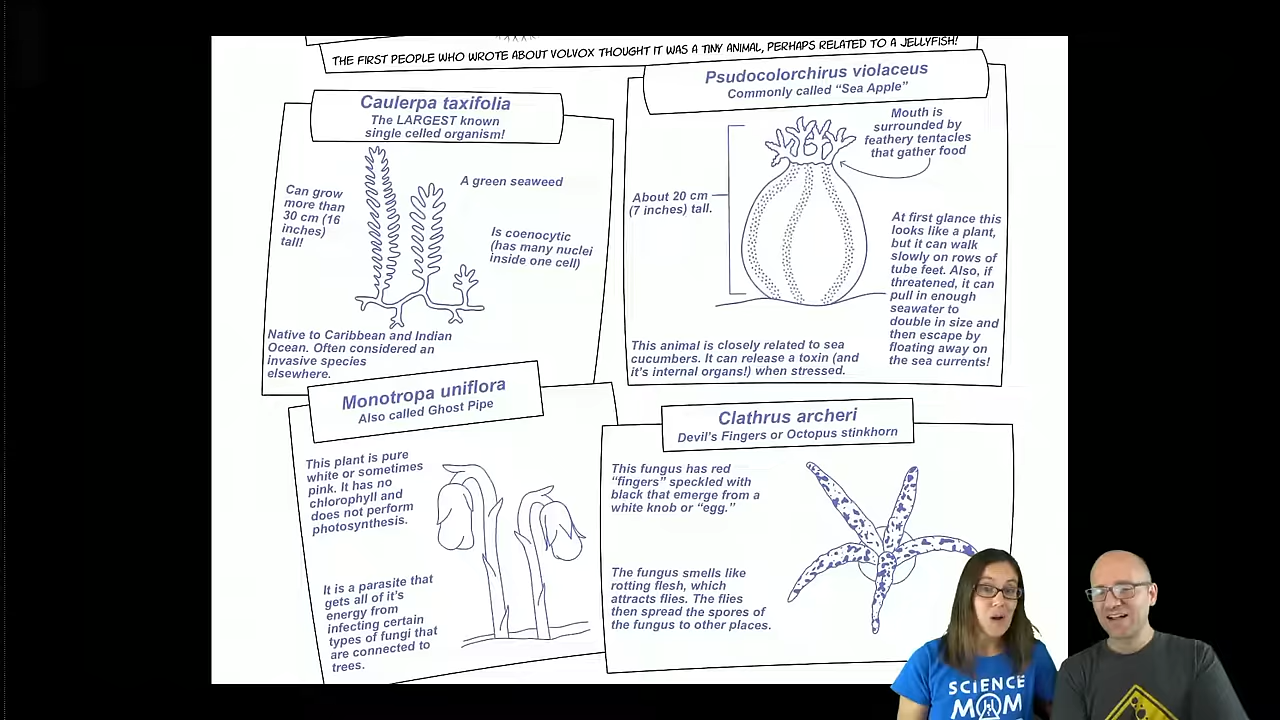 THE FIRST PEOPLE WHO WROTE ABOUT VOLVOX THOUGHT IT WAS A TINY ANIMAL, PERHAPS RELATED TO A JELLYFISH!
Caulerpa taxifolia
The LARGEST known
single celled organism!
Can grow
more than
30 cm (16
inches)
tall!
A green seaweed
Is coenocytic
(has many nuclei
inside one cell)
Native to Caribbean and Indian
Ocean. Often considered an
invasive species
elsewhere.
Psudocolorchirus violaceus
Commonly called “Sea Apple”
Mouth is
surrounded by
feathery tentacles
that gather food
About 20 cm
(7 inches) tall.
At first glance this
looks like a plant,
but it can walk
slowly on rows of
tube feet. Also, if
threatened, it can
pull in enough
seawater to
double in size and
then escape by
floating away on
the sea currents!
This animal is closely related to sea
cucumbers. It can release a toxin (and
it's internal organs!) when stressed.
Monotropa uniflora
Also called Ghost Pipe
This plant is pure
white or sometimes
pink. It has no
chlorophyll and
does not perform
photosynthesis.
It is a parasite that
gets all of it's
energy from
infecting certain
types of fungi that
are connected to
trees.
Clathrus archeri
Devil's Fingers or Octopus stinkhorn
This fungus has red
“fingers” speckled with
black that emerge from a
white knob or “egg.”
The fungus smells like
rotting flesh, which
attracts flies. The flies
then spread the spores of
the fungus to other places.
SCIENCE
MOM